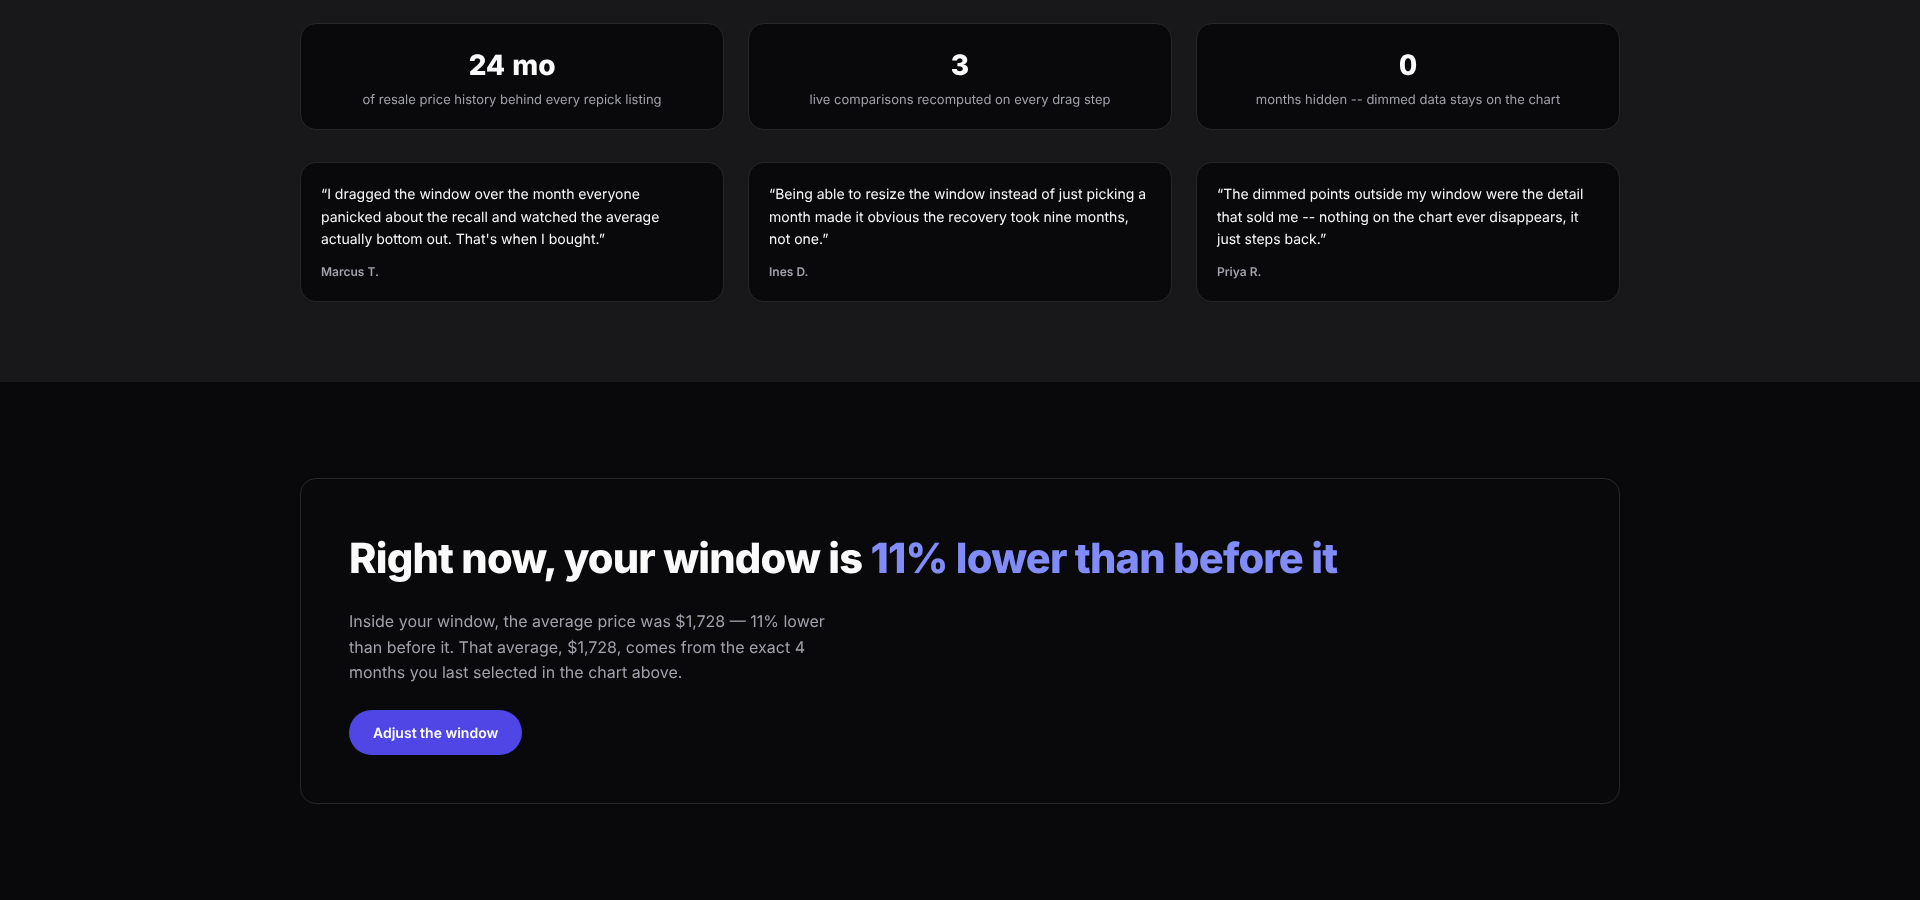 24 mo
of resale price history behind every repick listing
3
live comparisons recomputed on every drag step
0
months hidden -- dimmed data stays on the chart
“I dragged the window over the month everyone
panicked about the recall and watched the average
actually bottom out. That's when I bought.”
Marcus T.
“Being able to resize the window instead of just picking a
month made it obvious the recovery took nine months,
not one.”
Ines D.
“The dimmed points outside my window were the detail
that sold me -- nothing on the chart ever disappears, it
just steps back.”
Priya R.
Right now, your window is 11% lower than before it
Inside your window, the average price was $1,728 — 11% lower
than before it. That average, $1,728, comes from the exact 4
months you last selected in the chart above.
Adjust the window